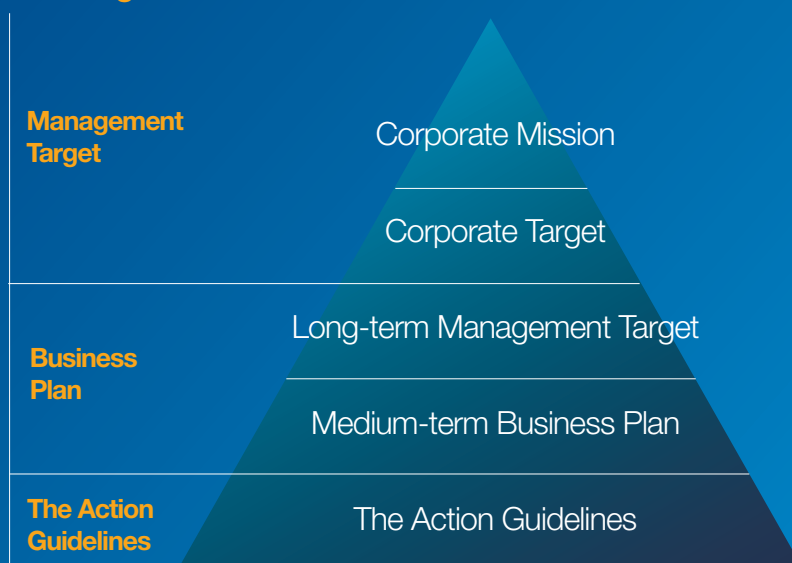 Management
Target
Corporate Mission
Corporate Target
Business
Plan
Long-term Management Target
Medium-term Business Plan
The Action
Guidelines
The Action Guidelines